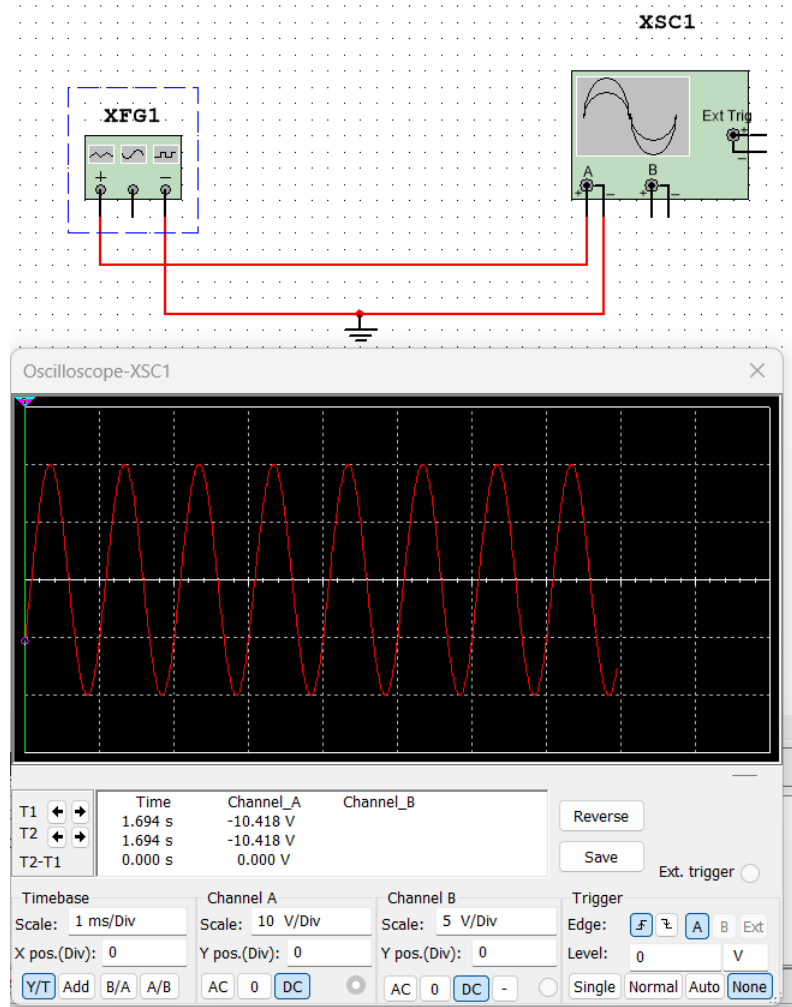 XSC1
XFG1
Ext Trig
+
−
+ −
A B
+ − + −
Oscilloscope-XSC1
Time Channel_A Channel_B
T1 1.694 s -10.418 V
T2 1.694 s -10.418 V
T2-T1 0.000 s 0.000 V
Reverse
Save
Ext. trigger
Timebase Channel A Channel B Trigger
Scale: 1 ms/Div Scale: 10 V/Div Scale: 5 V/Div Edge: A B Ext
X pos.(Div): 0 Y pos.(Div): 0 Y pos.(Div): 0 Level: 0 V
Y/T Add B/A A/B AC 0 DC AC 0 DC - Single Normal Auto None